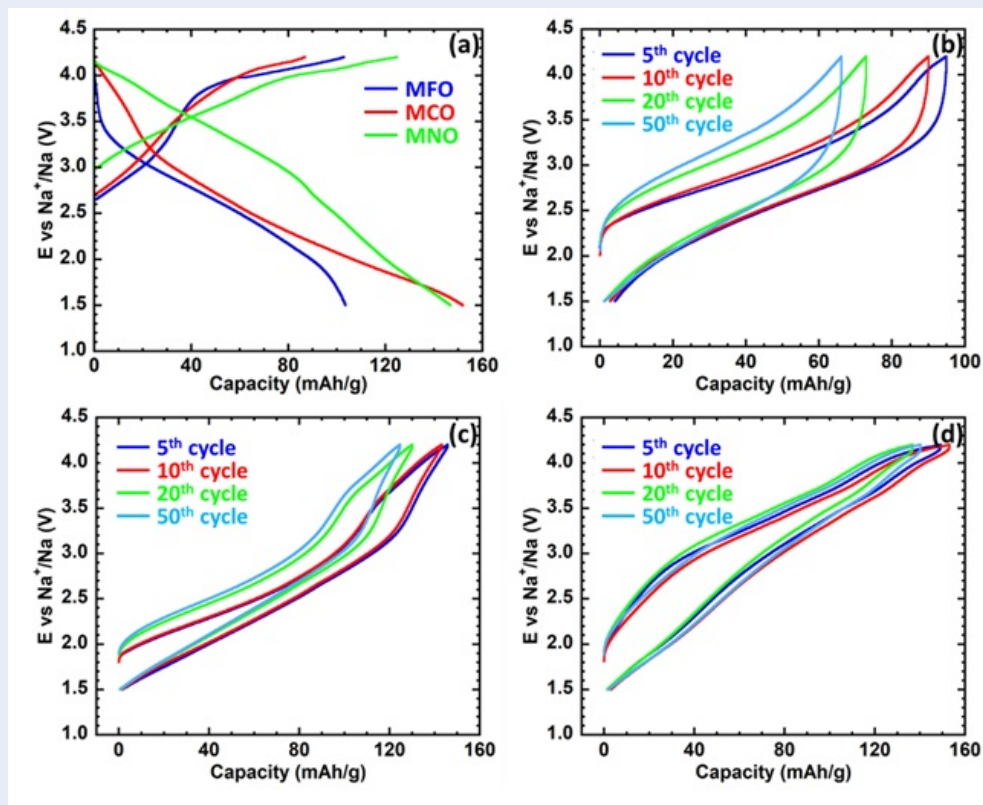 (a)
MFO
MCO
MNO
4.5
4.0
3.5
3.0
2.5
2.0
1.5
1.0
E vs Na⁺/Na (V)
0 40 80 120 160
Capacity (mAh/g)
(b)
5th cycle
10th cycle
20th cycle
50th cycle
4.5
4.0
3.5
3.0
2.5
2.0
1.5
1.0
E vs Na⁺/Na (V)
0 20 40 60 80 100
Capacity (mAh/g)
(c)
5th cycle
10th cycle
20th cycle
50th cycle
4.5
4.0
3.5
3.0
2.5
2.0
1.5
1.0
E vs Na⁺/Na (V)
0 40 80 120 160
Capacity (mAh/g)
(d)
5th cycle
10th cycle
20th cycle
50th cycle
4.5
4.0
3.5
3.0
2.5
2.0
1.5
1.0
E vs Na⁺/Na (V)
0 40 80 120 160
Capacity (mAh/g)